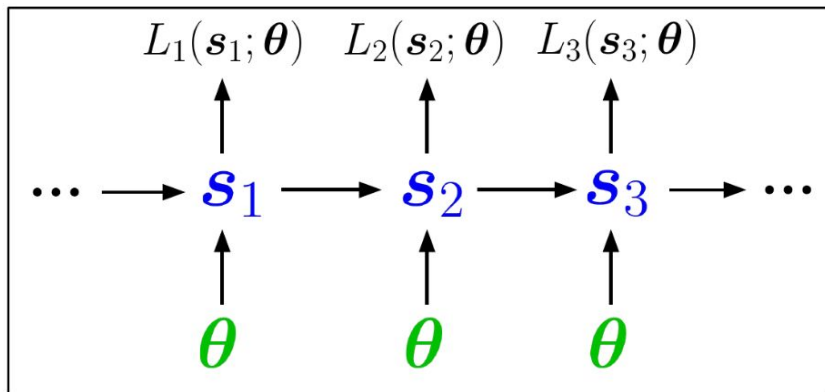 L₁(s₁; θ) L₂(s₂; θ) L₃(s₃; θ)
··· s₁ s₂ s₃ ···
θ θ θ